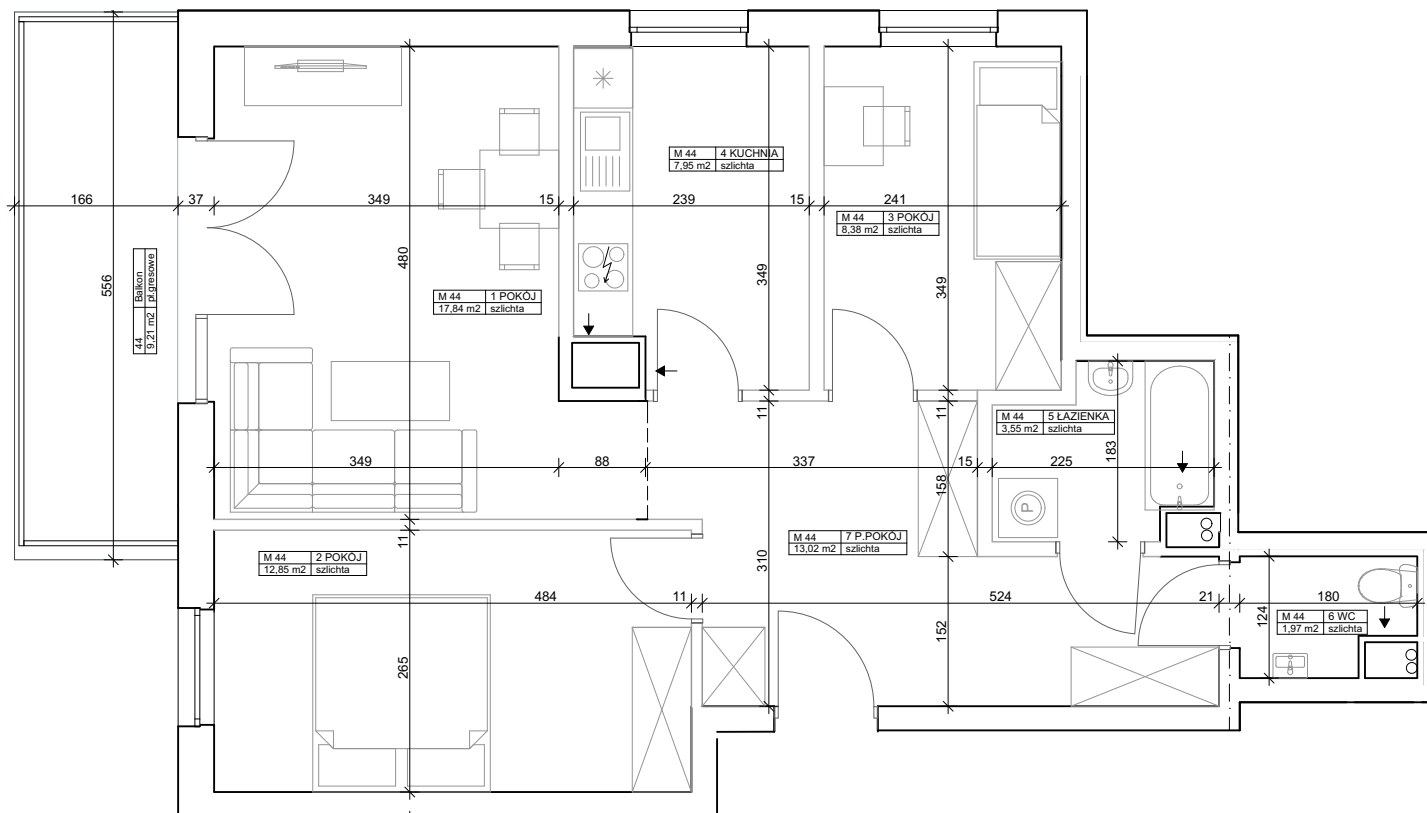 M 44 4 KUCHNIA
7,95 m2 szlichta
166 37 349 15 239 15 241
M 44 3 POKÓJ
8,38 m2 szlichta
556
44 Balkon
9,21 m2 pł.gresowe
480
349
349
M 44 1 POKÓJ
17,84 m2 szlichta
11
11
M 44 5 ŁAZIENKA
3,55 m2 szlichta
183
349 88 337 15 225
158
P
11
M 44 7 P.POKÓJ
13,02 m2 szlichta
M 44 2 POKÓJ
12,85 m2 szlichta
310
484 11 524 21 180
124
M 44 6 WC
1,97 m2 szlichta
152
265